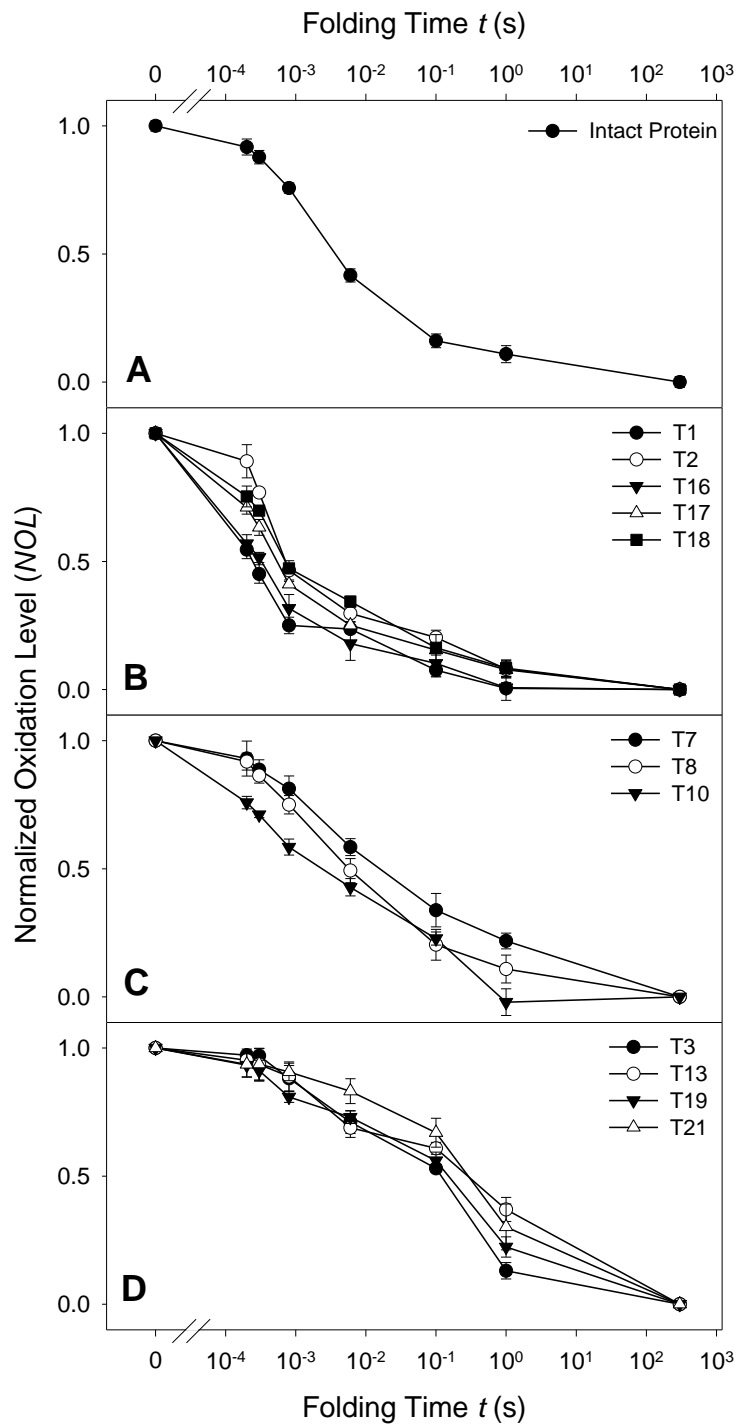 Folding Time t (s)
0 10⁻⁴ 10⁻³ 10⁻² 10⁻¹ 10⁰ 10¹ 10² 10³
1.0
Intact Protein
0.5
0.0
A
1.0
T1
T2
T16
T17
T18
0.5
0.0
B
Normalized Oxidation Level (NOL)
1.0
T7
T8
T10
0.5
0.0
C
1.0
T3
T13
T19
T21
0.5
0.0
D
0 10⁻⁴ 10⁻³ 10⁻² 10⁻¹ 10⁰ 10¹ 10² 10³
Folding Time t (s)